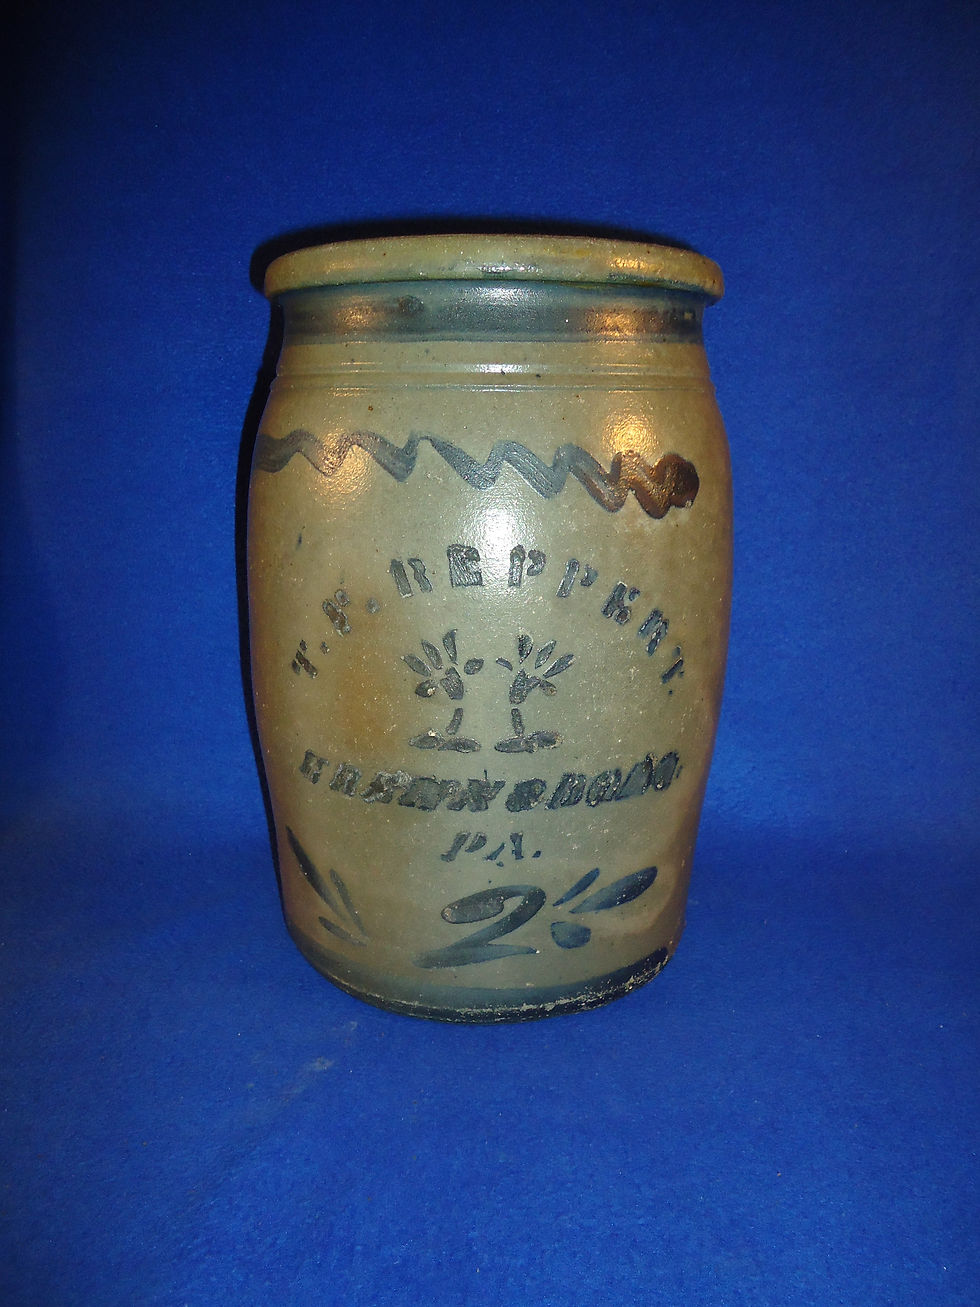 T.F. REPPERT.
GREENSBORO.
PA.
2